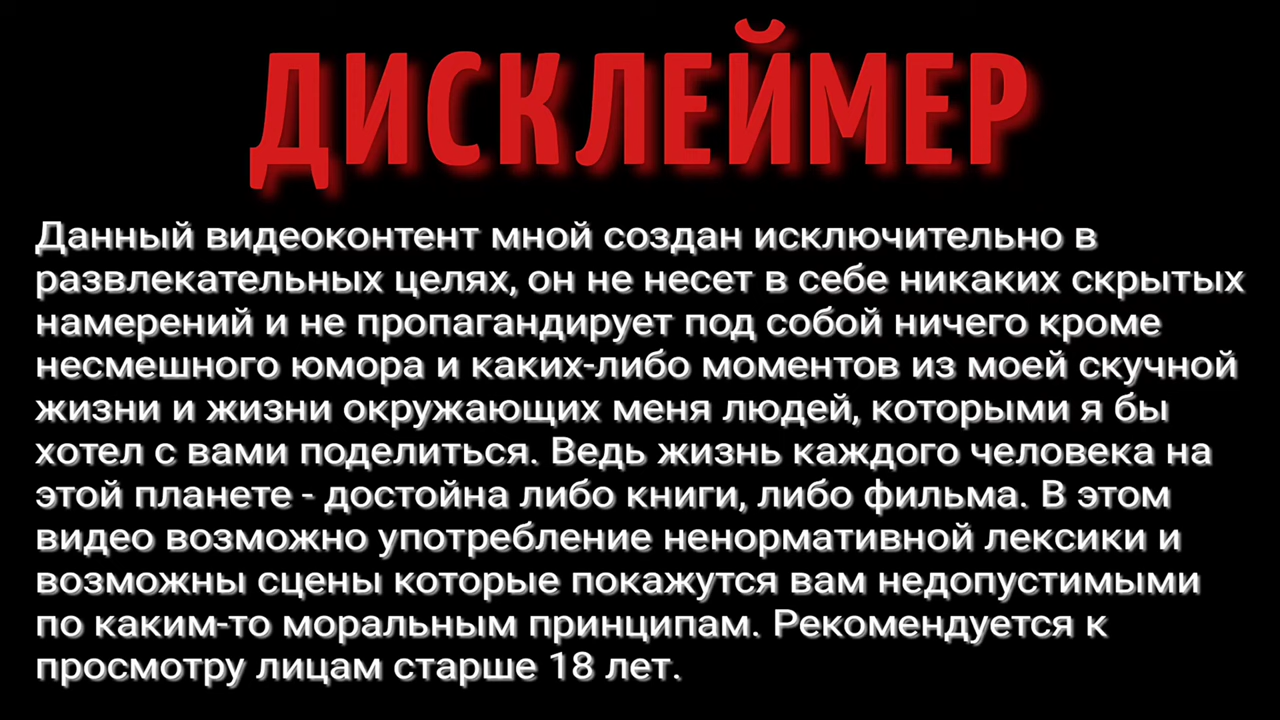 ДИСКЛЕЙМЕР
Данный видеоконтент мной создан исключительно в
развлекательных целях, он не несет в себе никаких скрытых
намерений и не пропагандирует под собой ничего кроме
несмешного юмора и каких-либо моментов из моей скучной
жизни и жизни окружающих меня людей, которыми я бы
хотел с вами поделиться. Ведь жизнь каждого человека на
этой планете - достойна либо книги, либо фильма. В этом
видео возможно употребление ненормативной лексики и
возможны сцены которые покажутся вам недопустимыми
по каким-то моральным принципам. Рекомендуется к
просмотру лицам старше 18 лет.